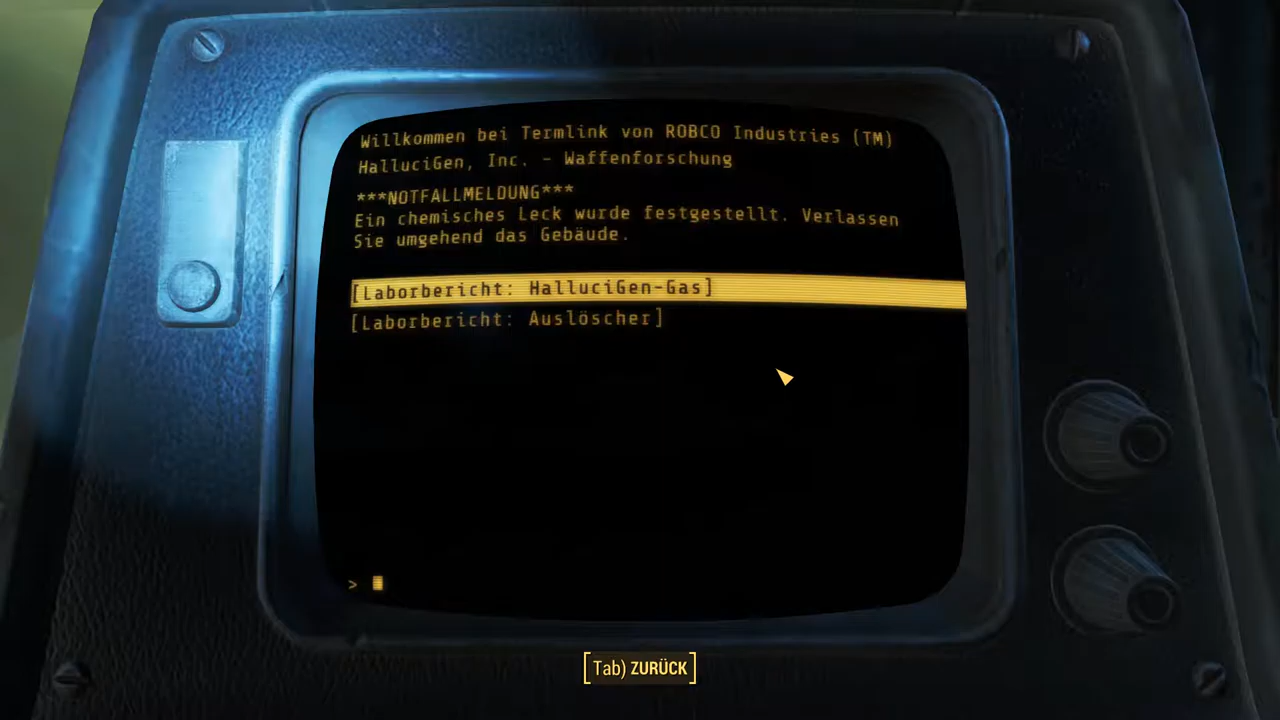 Willkommen bei Termlink von ROBCO Industries (TM)
HalluciGen, Inc. - Waffenforschung
***NOTFALLMELDUNG***
Ein chemisches Leck wurde festgestellt. Verlassen
Sie umgehend das Gebäude.
[Laborbericht: HalluciGen-Gas]
[Laborbericht: Auslöscher]
>
[Tab) ZURÜCK]